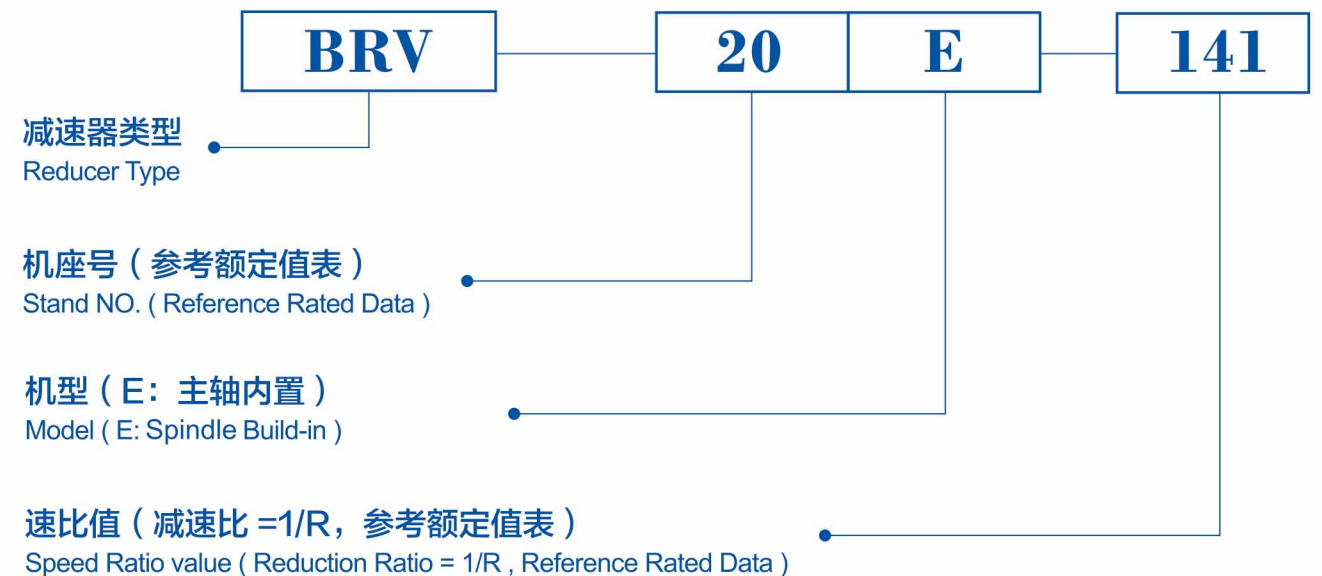 BRV 20 E 141
减速器类型
Reducer Type
机座号（参考额定值表）
Stand NO. ( Reference Rated Data )
机型（E：主轴内置）
Model ( E: Spindle Build-in )
速比值（减速比 =1/R，参考额定值表）
Speed Ratio value ( Reduction Ratio = 1/R , Reference Rated Data )